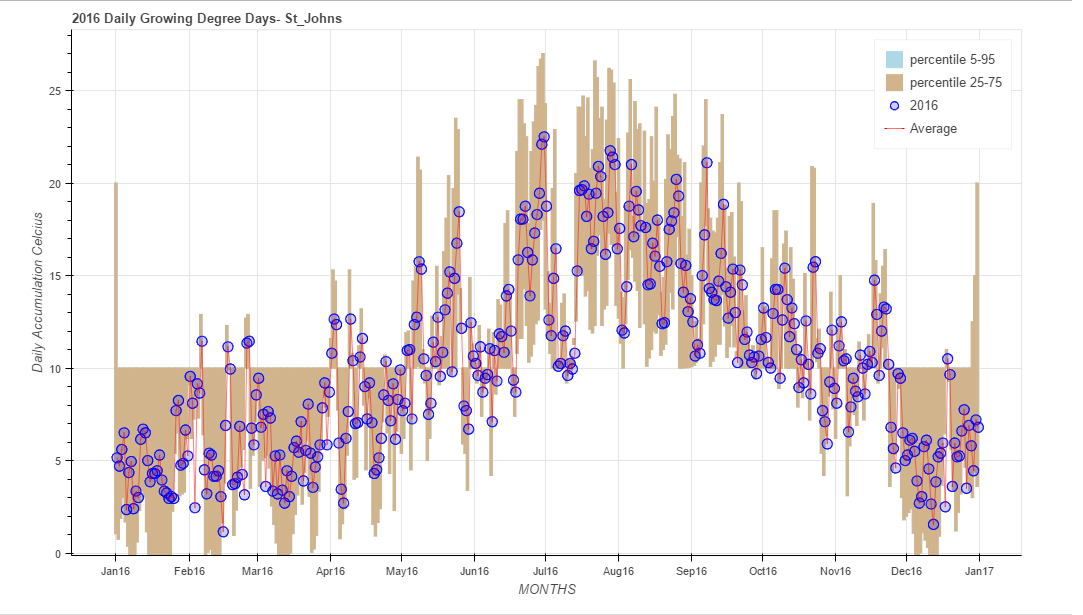 2016 Daily Growing Degree Days- St_Johns
percentile 5-95
percentile 25-75
2016
Average
Daily Accumulation Celcius
25
20
15
10
5
0
Jan16 Feb16 Mar16 Apr16 May16 Jun16 Jul16 Aug16 Sep16 Oct16 Nov16 Dec16 Jan17
MONTHS